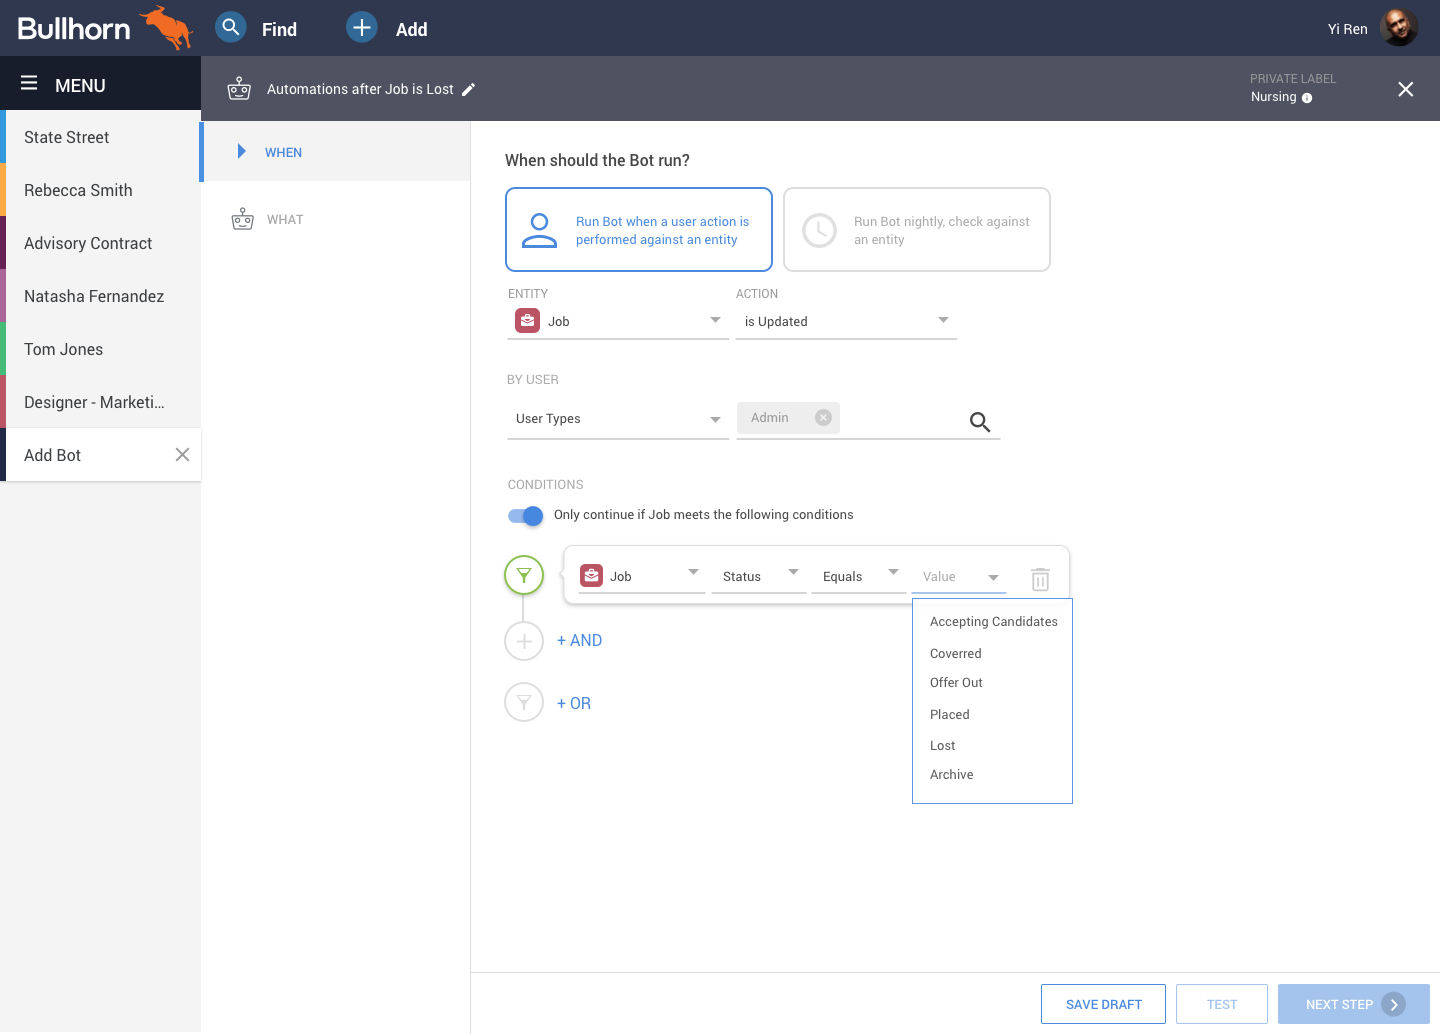 Bullhorn
Find
Add
Yi Ren
MENU
Automations after Job is Lost
PRIVATE LABEL
Nursing
State Street
Rebecca Smith
Advisory Contract
Natasha Fernandez
Tom Jones
Designer - Marketi...
Add Bot
WHEN
WHAT
When should the Bot run?
Run Bot when a user action is
performed against an entity
Run Bot nightly, check against
an entity
ENTITY
ACTION
Job
is Updated
BY USER
User Types
Admin
CONDITIONS
Only continue if Job meets the following conditions
Job
Status
Equals
Value
Accepting Candidates
Coverred
Offer Out
Placed
Lost
Archive
+ AND
+ OR
SAVE DRAFT
TEST
NEXT STEP